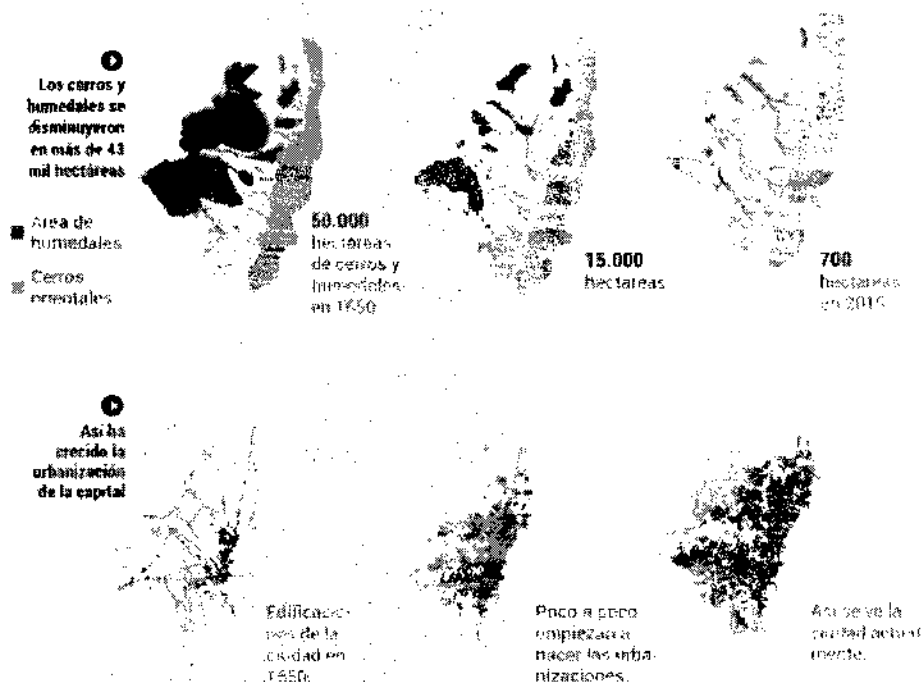 Los cerros y
humedales se
disminuyeron
en más de 43
mil hectáreas
Área de
humedales
Cerros
orientales
50.000
hectáreas
de cerros y
humedales
en 1650
15.000
hectáreas
700
hectáreas
en 2015
Así ha
crecido la
urbanización
de la capital
Edificacio-
nes de la
ciudad en
1650.
Poco a poco
empiezan a
nacer las urba-
nizaciones.
Así se ve la
ciudad actual
mente.